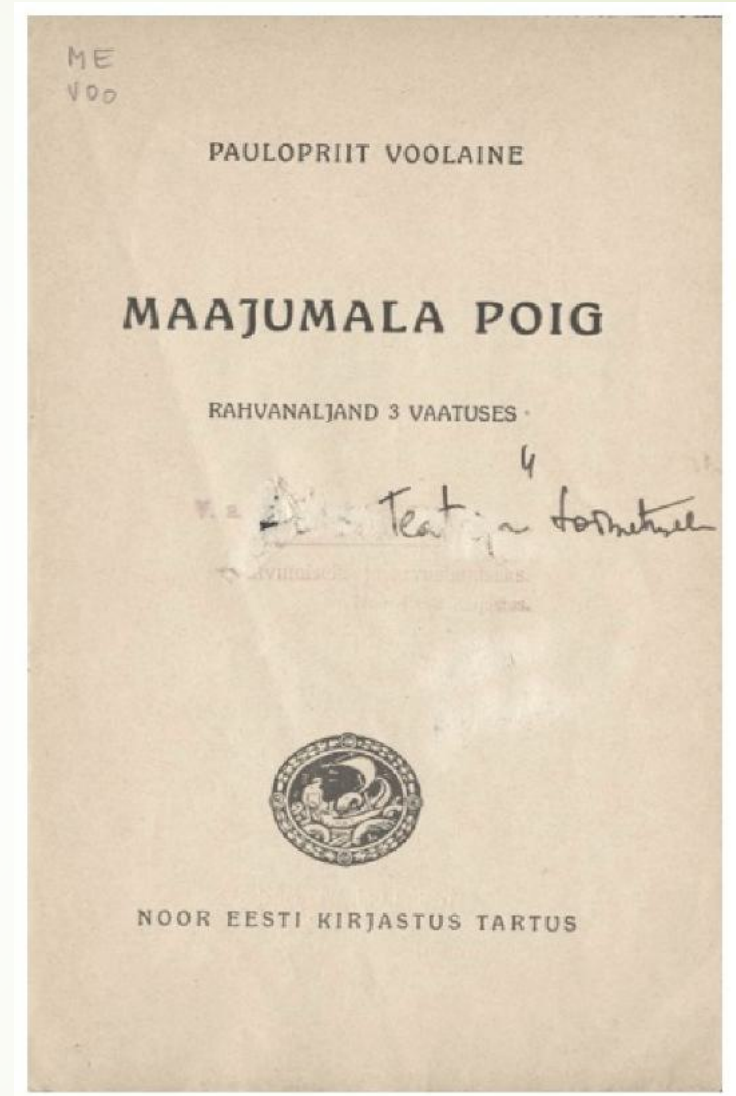 ME
VOO
PAULOPRIIT VOOLAINE
MAAJUMALA POIG
RAHVANALJAND 3 VAATUSES
NOOR EESTI KIRJASTUS TARTUS